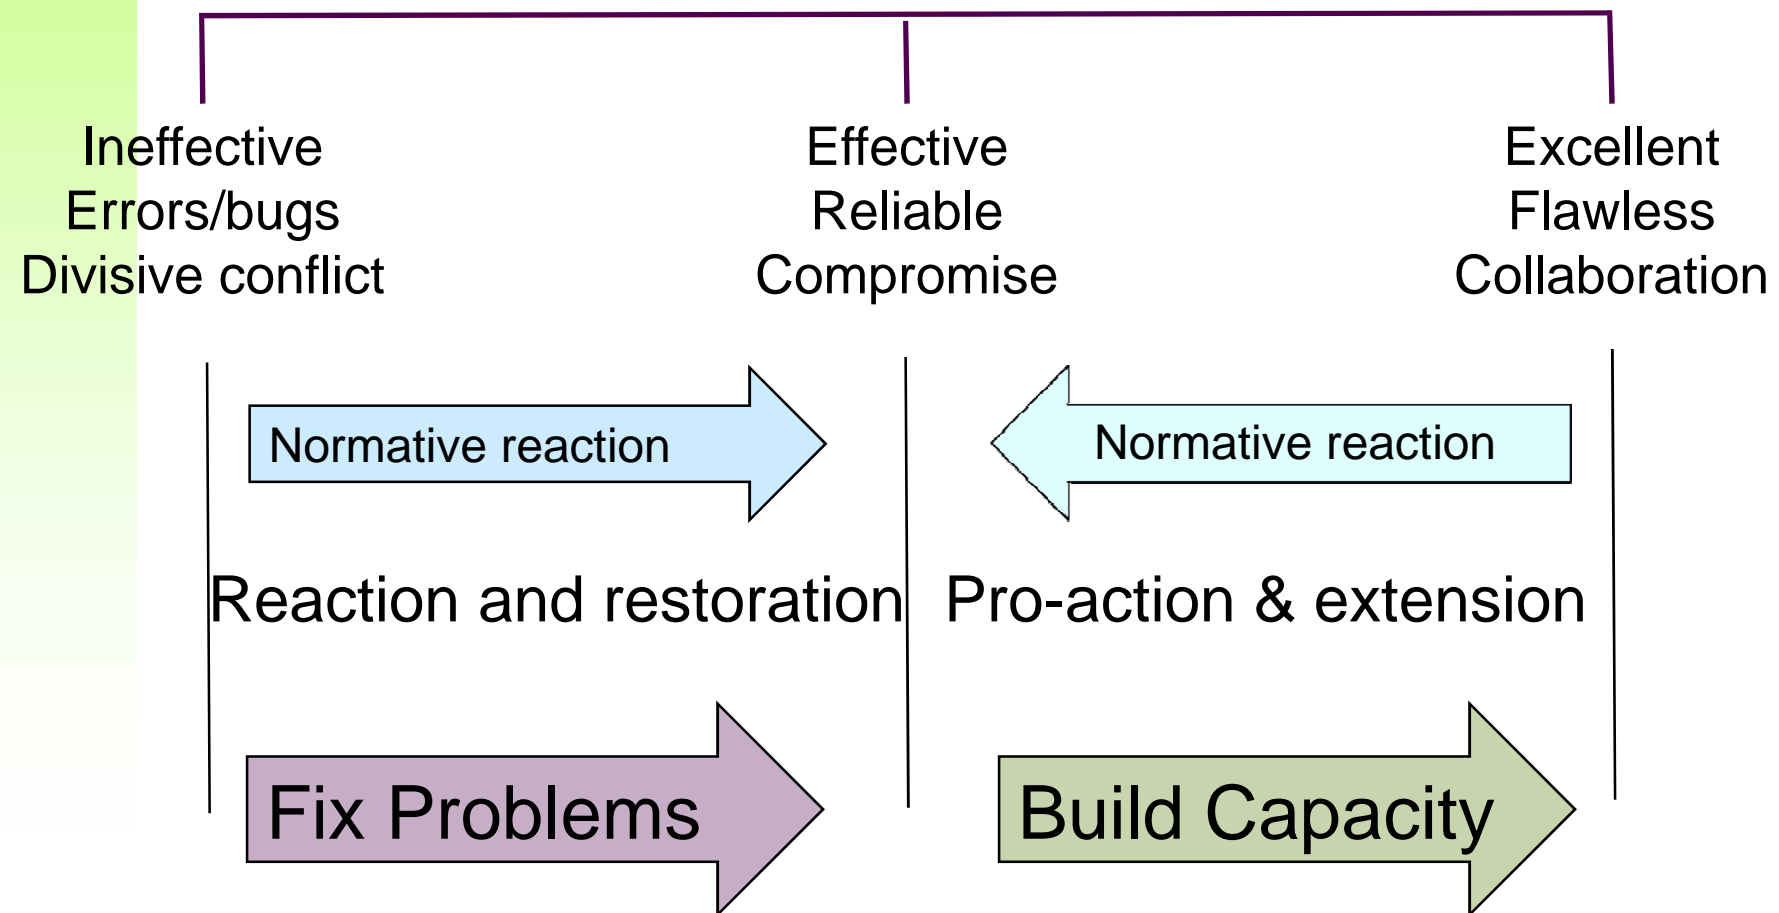 Ineffective
Errors/bugs
Divisive conflict
Effective
Reliable
Compromise
Excellent
Flawless
Collaboration
Normative reaction
Normative reaction
Reaction and restoration
Pro-action & extension
Fix Problems
Build Capacity